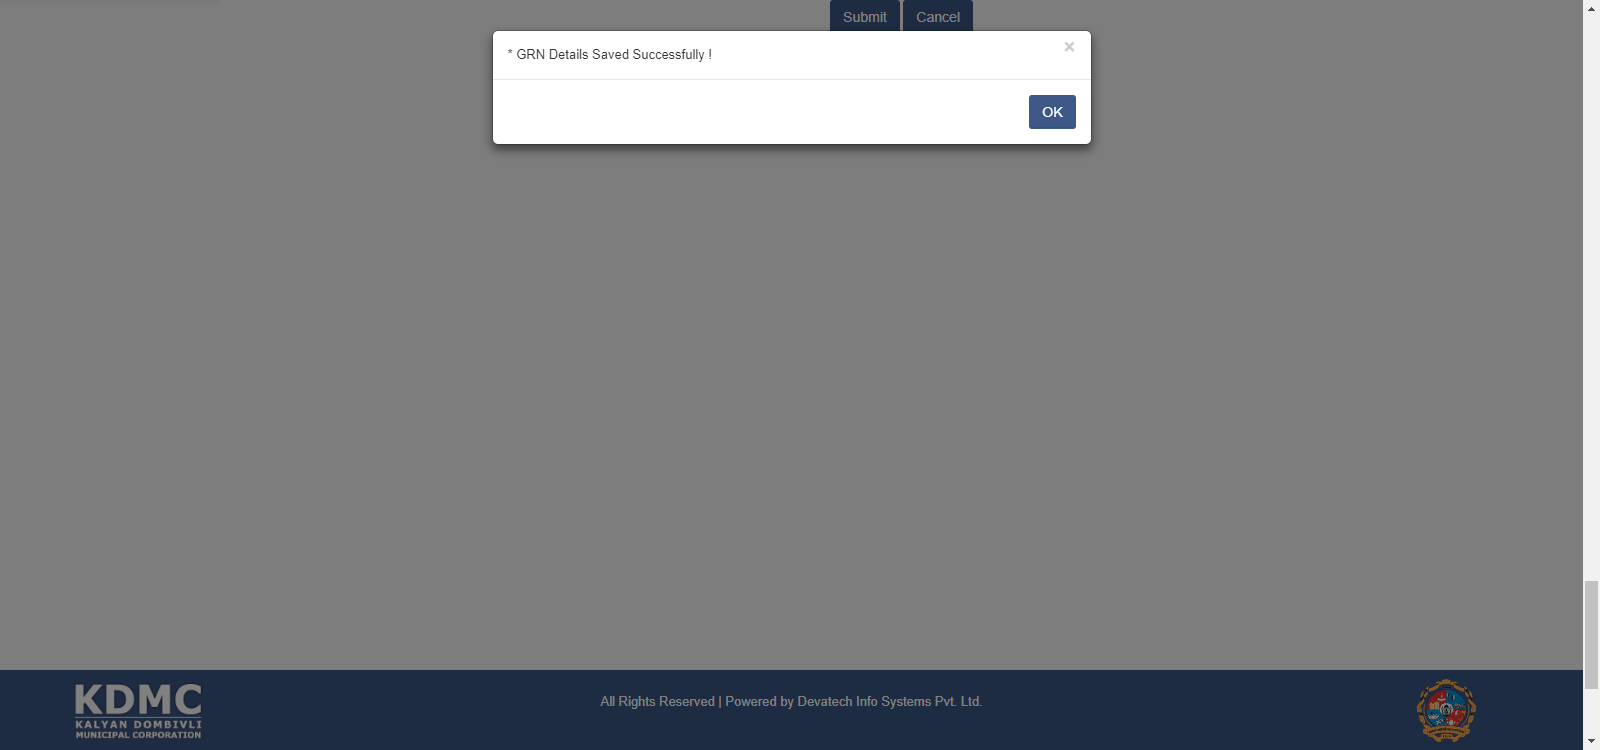 Submit Cancel
* GRN Details Saved Successfully !
×
OK
KDMC
KALYAN DOMBIVLI
MUNICIPAL CORPORATION
All Rights Reserved | Powered by Devatech Info Systems Pvt. Ltd.